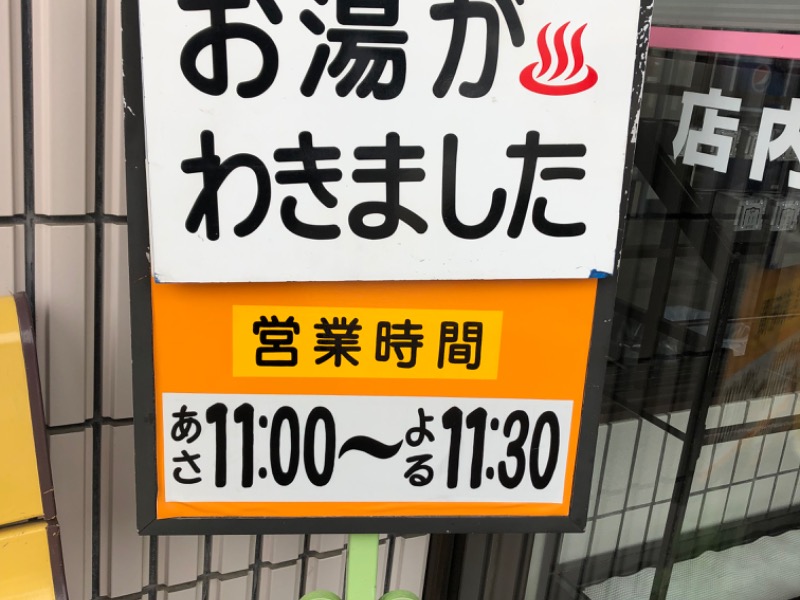 お湯が♨
わきました
営業時間
あさ11:00〜よる11:30
店内